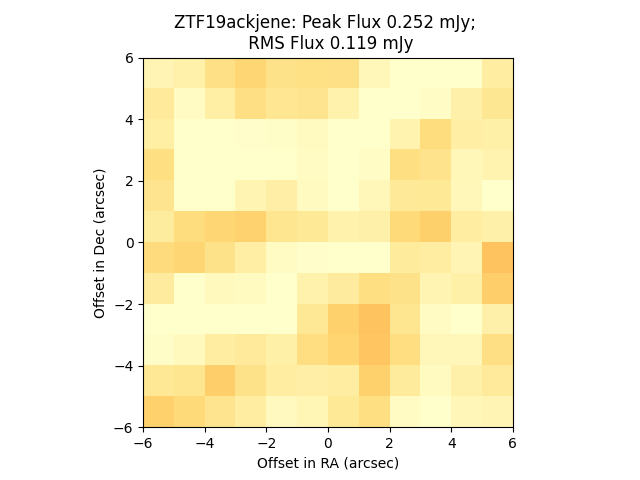 ZTF19ackjene: Peak Flux 0.252 mJy;
RMS Flux 0.119 mJy
6
4
2
0
−2
−4
−6
Offset in Dec (arcsec)
−6 −4 −2 0 2 4 6
Offset in RA (arcsec)